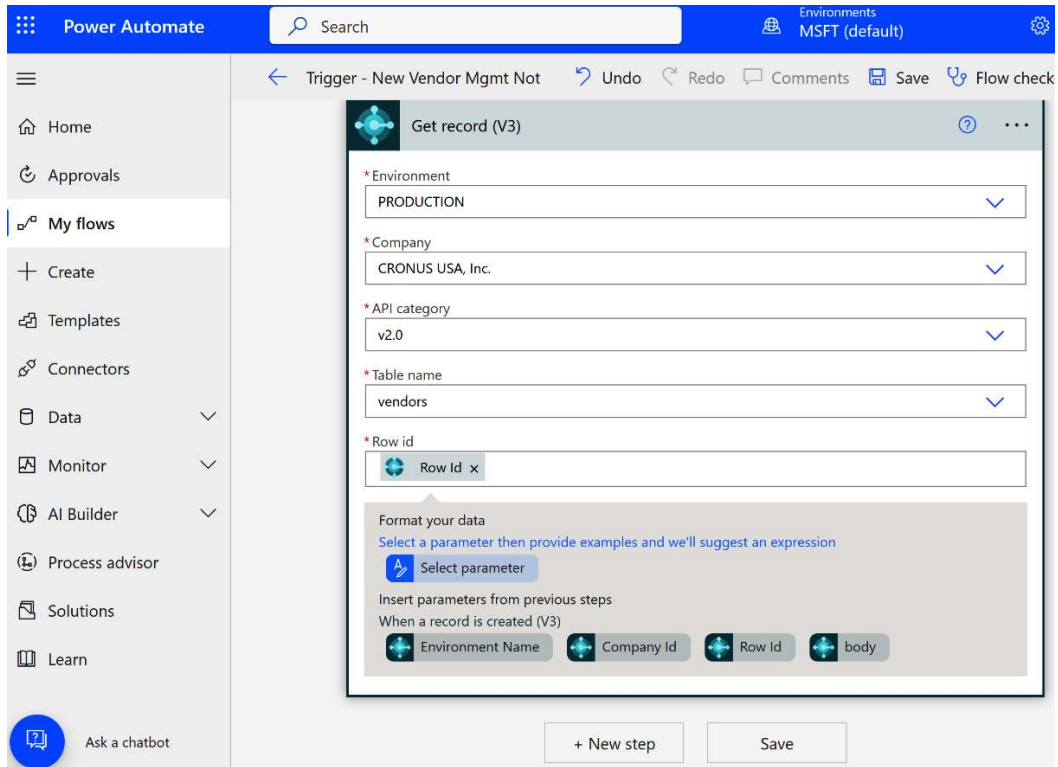 Power Automate
Search
Environments
MSFT (default)
Trigger - New Vendor Mgmt Not
Undo
Redo
Comments
Save
Flow check
Home
Approvals
My flows
Create
Templates
Connectors
Data
Monitor
AI Builder
Process advisor
Solutions
Learn
Ask a chatbot
Get record (V3)
* Environment
PRODUCTION
* Company
CRONUS USA, Inc.
* API category
v2.0
* Table name
vendors
* Row id
Row Id x
Format your data
Select a parameter then provide examples and we'll suggest an expression
Select parameter
Insert parameters from previous steps
When a record is created (V3)
Environment Name
Company Id
Row Id
body
+ New step
Save